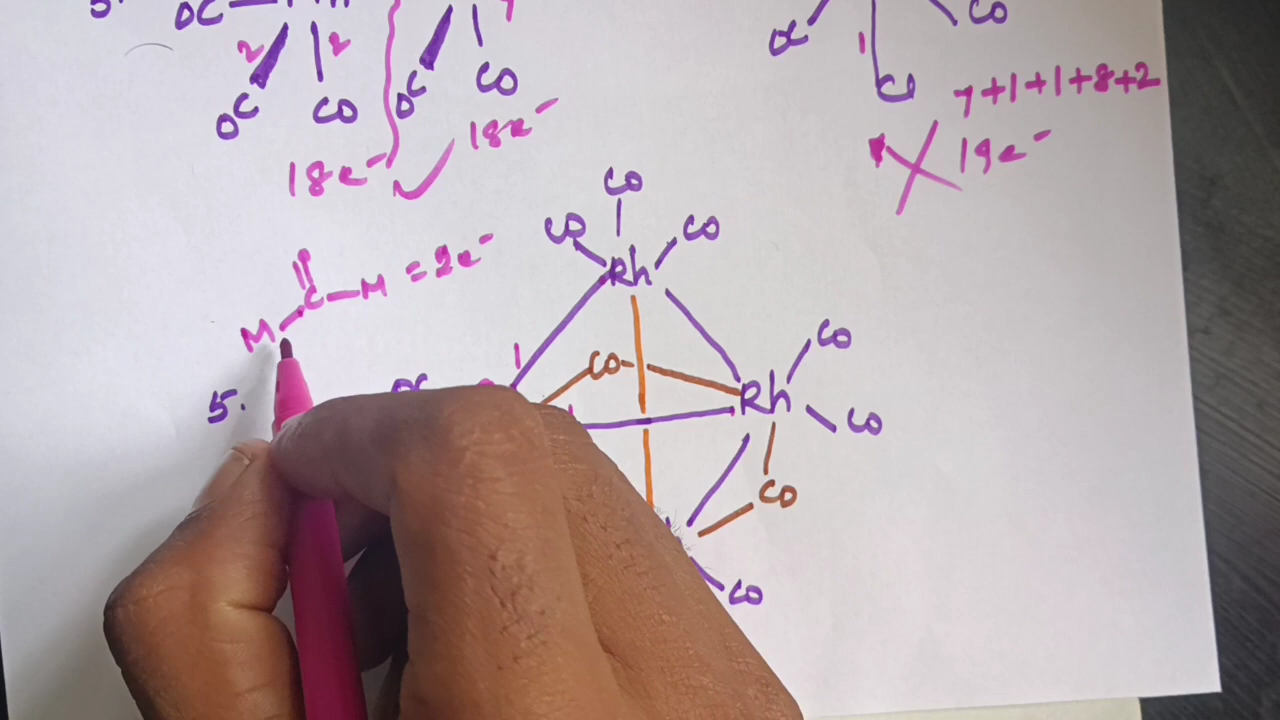 OC
CO
1
2 2
OC CO
OC CO
CO
1
7+1+1+8+2
18e⁻ ✓ 18e⁻
19e⁻
CO
CO CO
Rh
C—M = 2e⁻
M
5.
1
CO
CO
Rh
CO
CO
CO